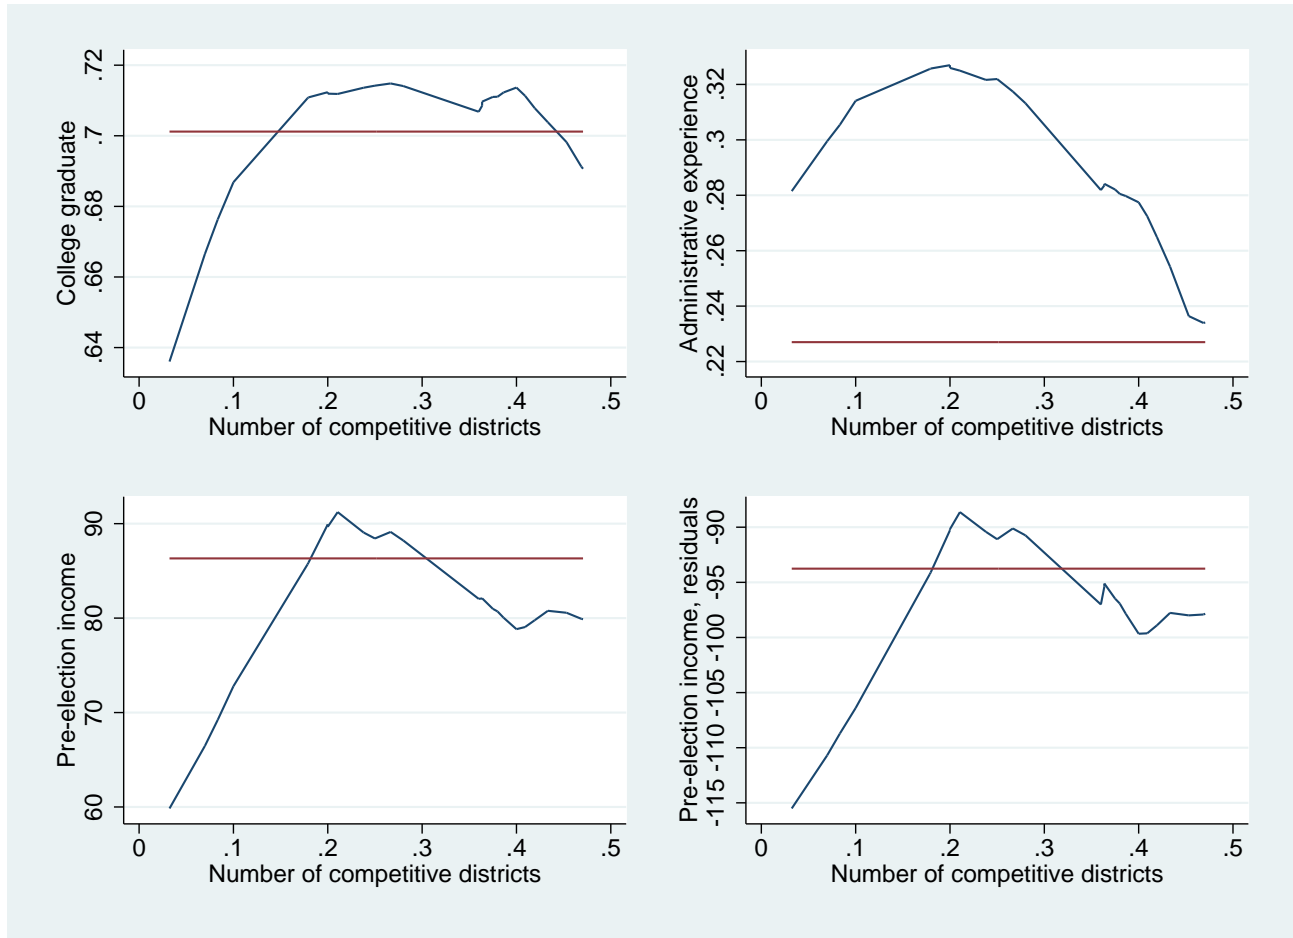 College graduate
.64 .66 .68 .7 .72
0 .1 .2 .3 .4 .5
Number of competitive districts
Administrative experience
.22 .24 .26 .28 .3 .32
0 .1 .2 .3 .4 .5
Number of competitive districts
Pre-election income
60 70 80 90
0 .1 .2 .3 .4 .5
Number of competitive districts
Pre-election income, residuals
-115 -110 -105 -100 -95 -90
0 .1 .2 .3 .4 .5
Number of competitive districts